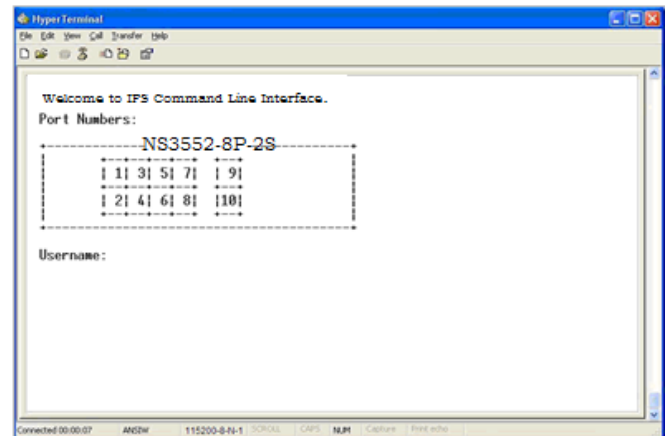 HyperTerminal
File Edit View Call Transfer Help
Welcome to IFS Command Line Interface.
Port Numbers:
NS3552-8P-2S
| 1| 3| 5| 7| | 9|
| 2| 4| 6| 8| |10|
Username:
Connected 00:00:07 ANSIW 115200-8-N-1 SCROLL CAPS NUM Capture Print echo